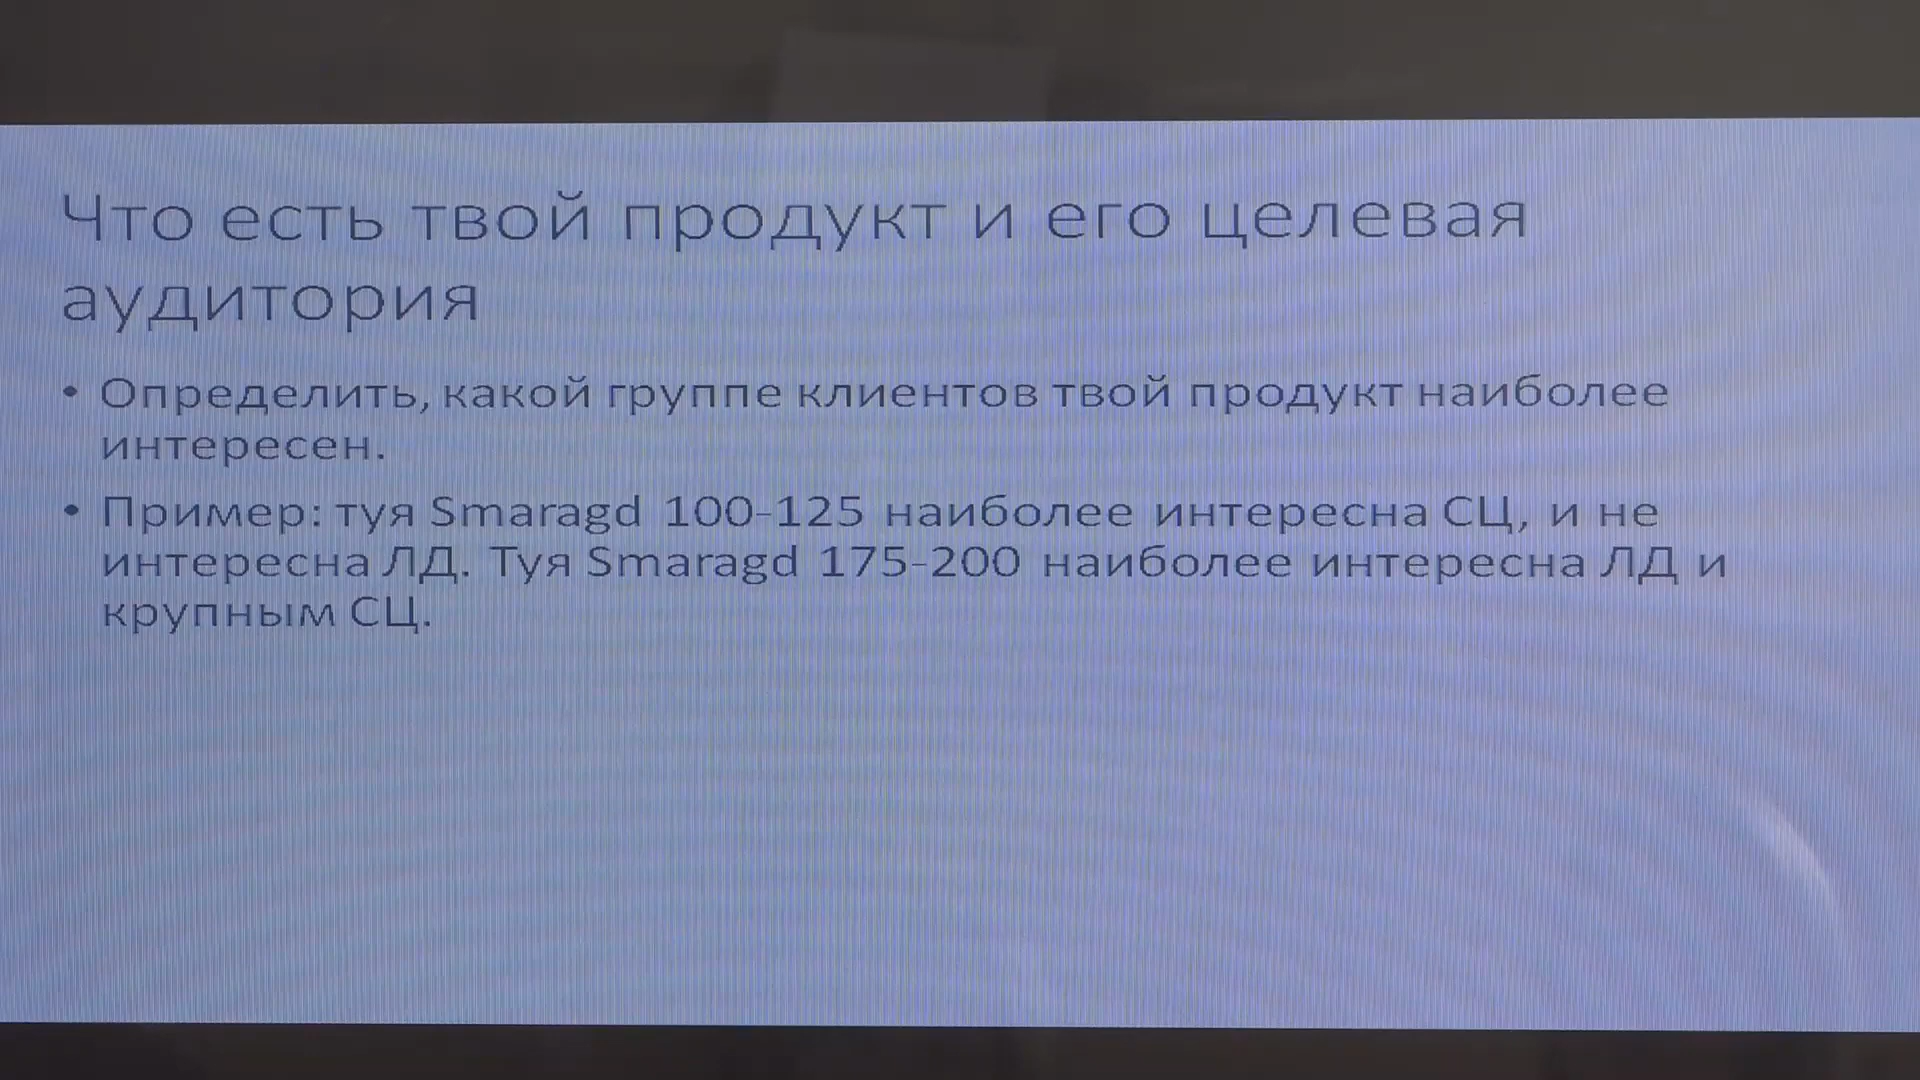 Что есть твой продукт и его целевая
аудитория
• Определить, какой группе клиентов твой продукт наиболее
интересен.
• Пример: туя Smaragd 100-125 наиболее интересна СЦ, и не
интересна ЛД. Туя Smaragd 175-200 наиболее интересна ЛД и
крупным СЦ.